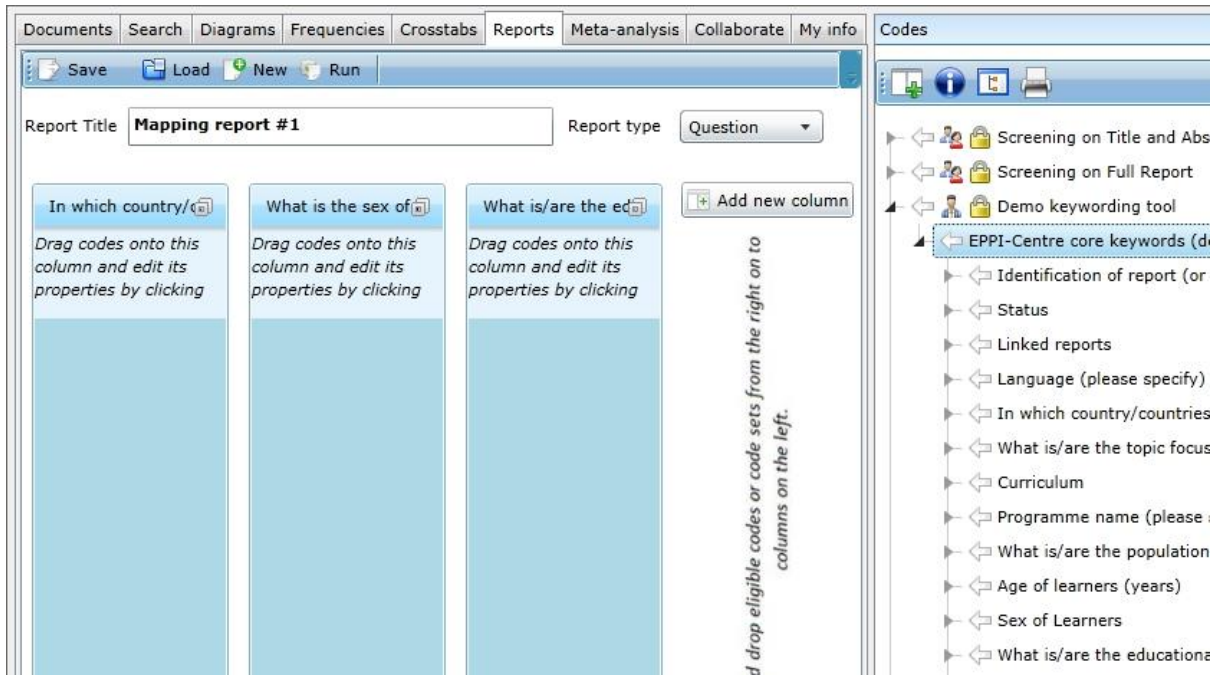 Documents Search Diagrams Frequencies Crosstabs Reports Meta-analysis Collaborate My info
Save Load New Run
Report Title Mapping report #1 Report type Question
In which country/c
Drag codes onto this
column and edit its
properties by clicking
What is the sex of
Drag codes onto this
column and edit its
properties by clicking
What is/are the ed
Drag codes onto this
column and edit its
properties by clicking
Add new column
d drop eligible codes or code sets from the right on to
columns on the left.
Codes
Screening on Title and Abs
Screening on Full Report
Demo keywording tool
EPPI-Centre core keywords (de
Identification of report (or
Status
Linked reports
Language (please specify)
In which country/countries
What is/are the topic focus
Curriculum
Programme name (please
What is/are the population
Age of learners (years)
Sex of Learners
What is/are the educationa